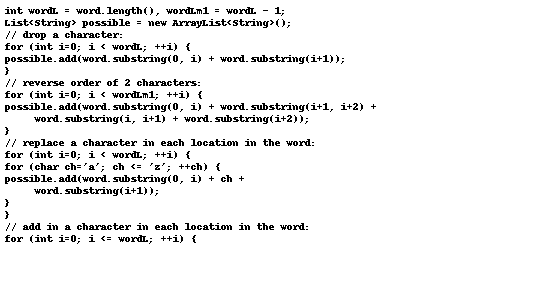 int wordL = word.length(), wordLm1 = wordL - 1;
List<String> possible = new ArrayList<String>();
// drop a character:
for (int i=0; i < wordL; ++i) {
possible.add(word.substring(0, i) + word.substring(i+1));
}
// reverse order of 2 characters:
for (int i=0; i < wordLm1; ++i) {
possible.add(word.substring(0, i) + word.substring(i+1, i+2) +
word.substring(i, i+1) + word.substring(i+2));
}
// replace a character in each location in the word:
for (int i=0; i < wordL; ++i) {
for (char ch='a'; ch <= 'z'; ++ch) {
possible.add(word.substring(0, i) + ch +
word.substring(i+1));
}
}
// add in a character in each location in the word:
for (int i=0; i <= wordL; ++i) {